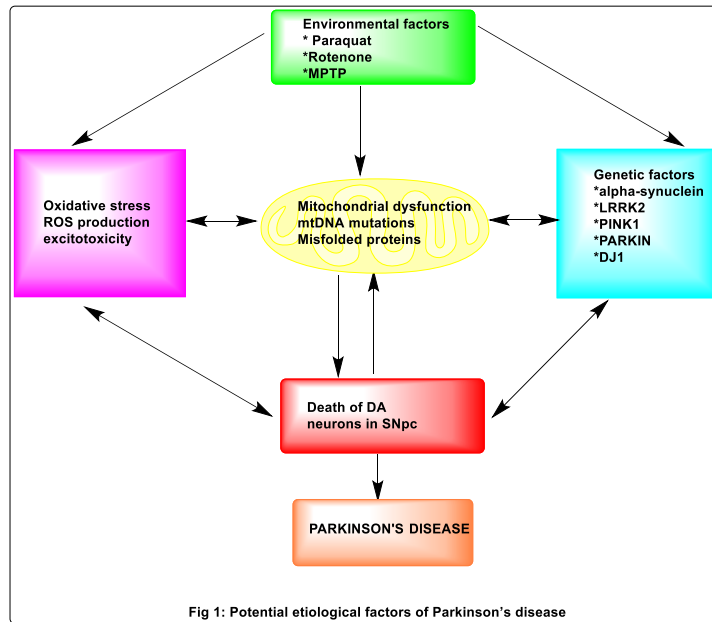 Environmental factors
* Paraquat
*Rotenone
*MPTP
Oxidative stress
ROS production
excitotoxicity
Mitochondrial dysfunction
mtDNA mutations
Misfolded proteins
Genetic factors
*alpha-synuclein
*LRRK2
*PINK1
*PARKIN
*DJ1
Death of DA
neurons in SNpc
PARKINSON'S DISEASE
Fig 1: Potential etiological factors of Parkinson's disease